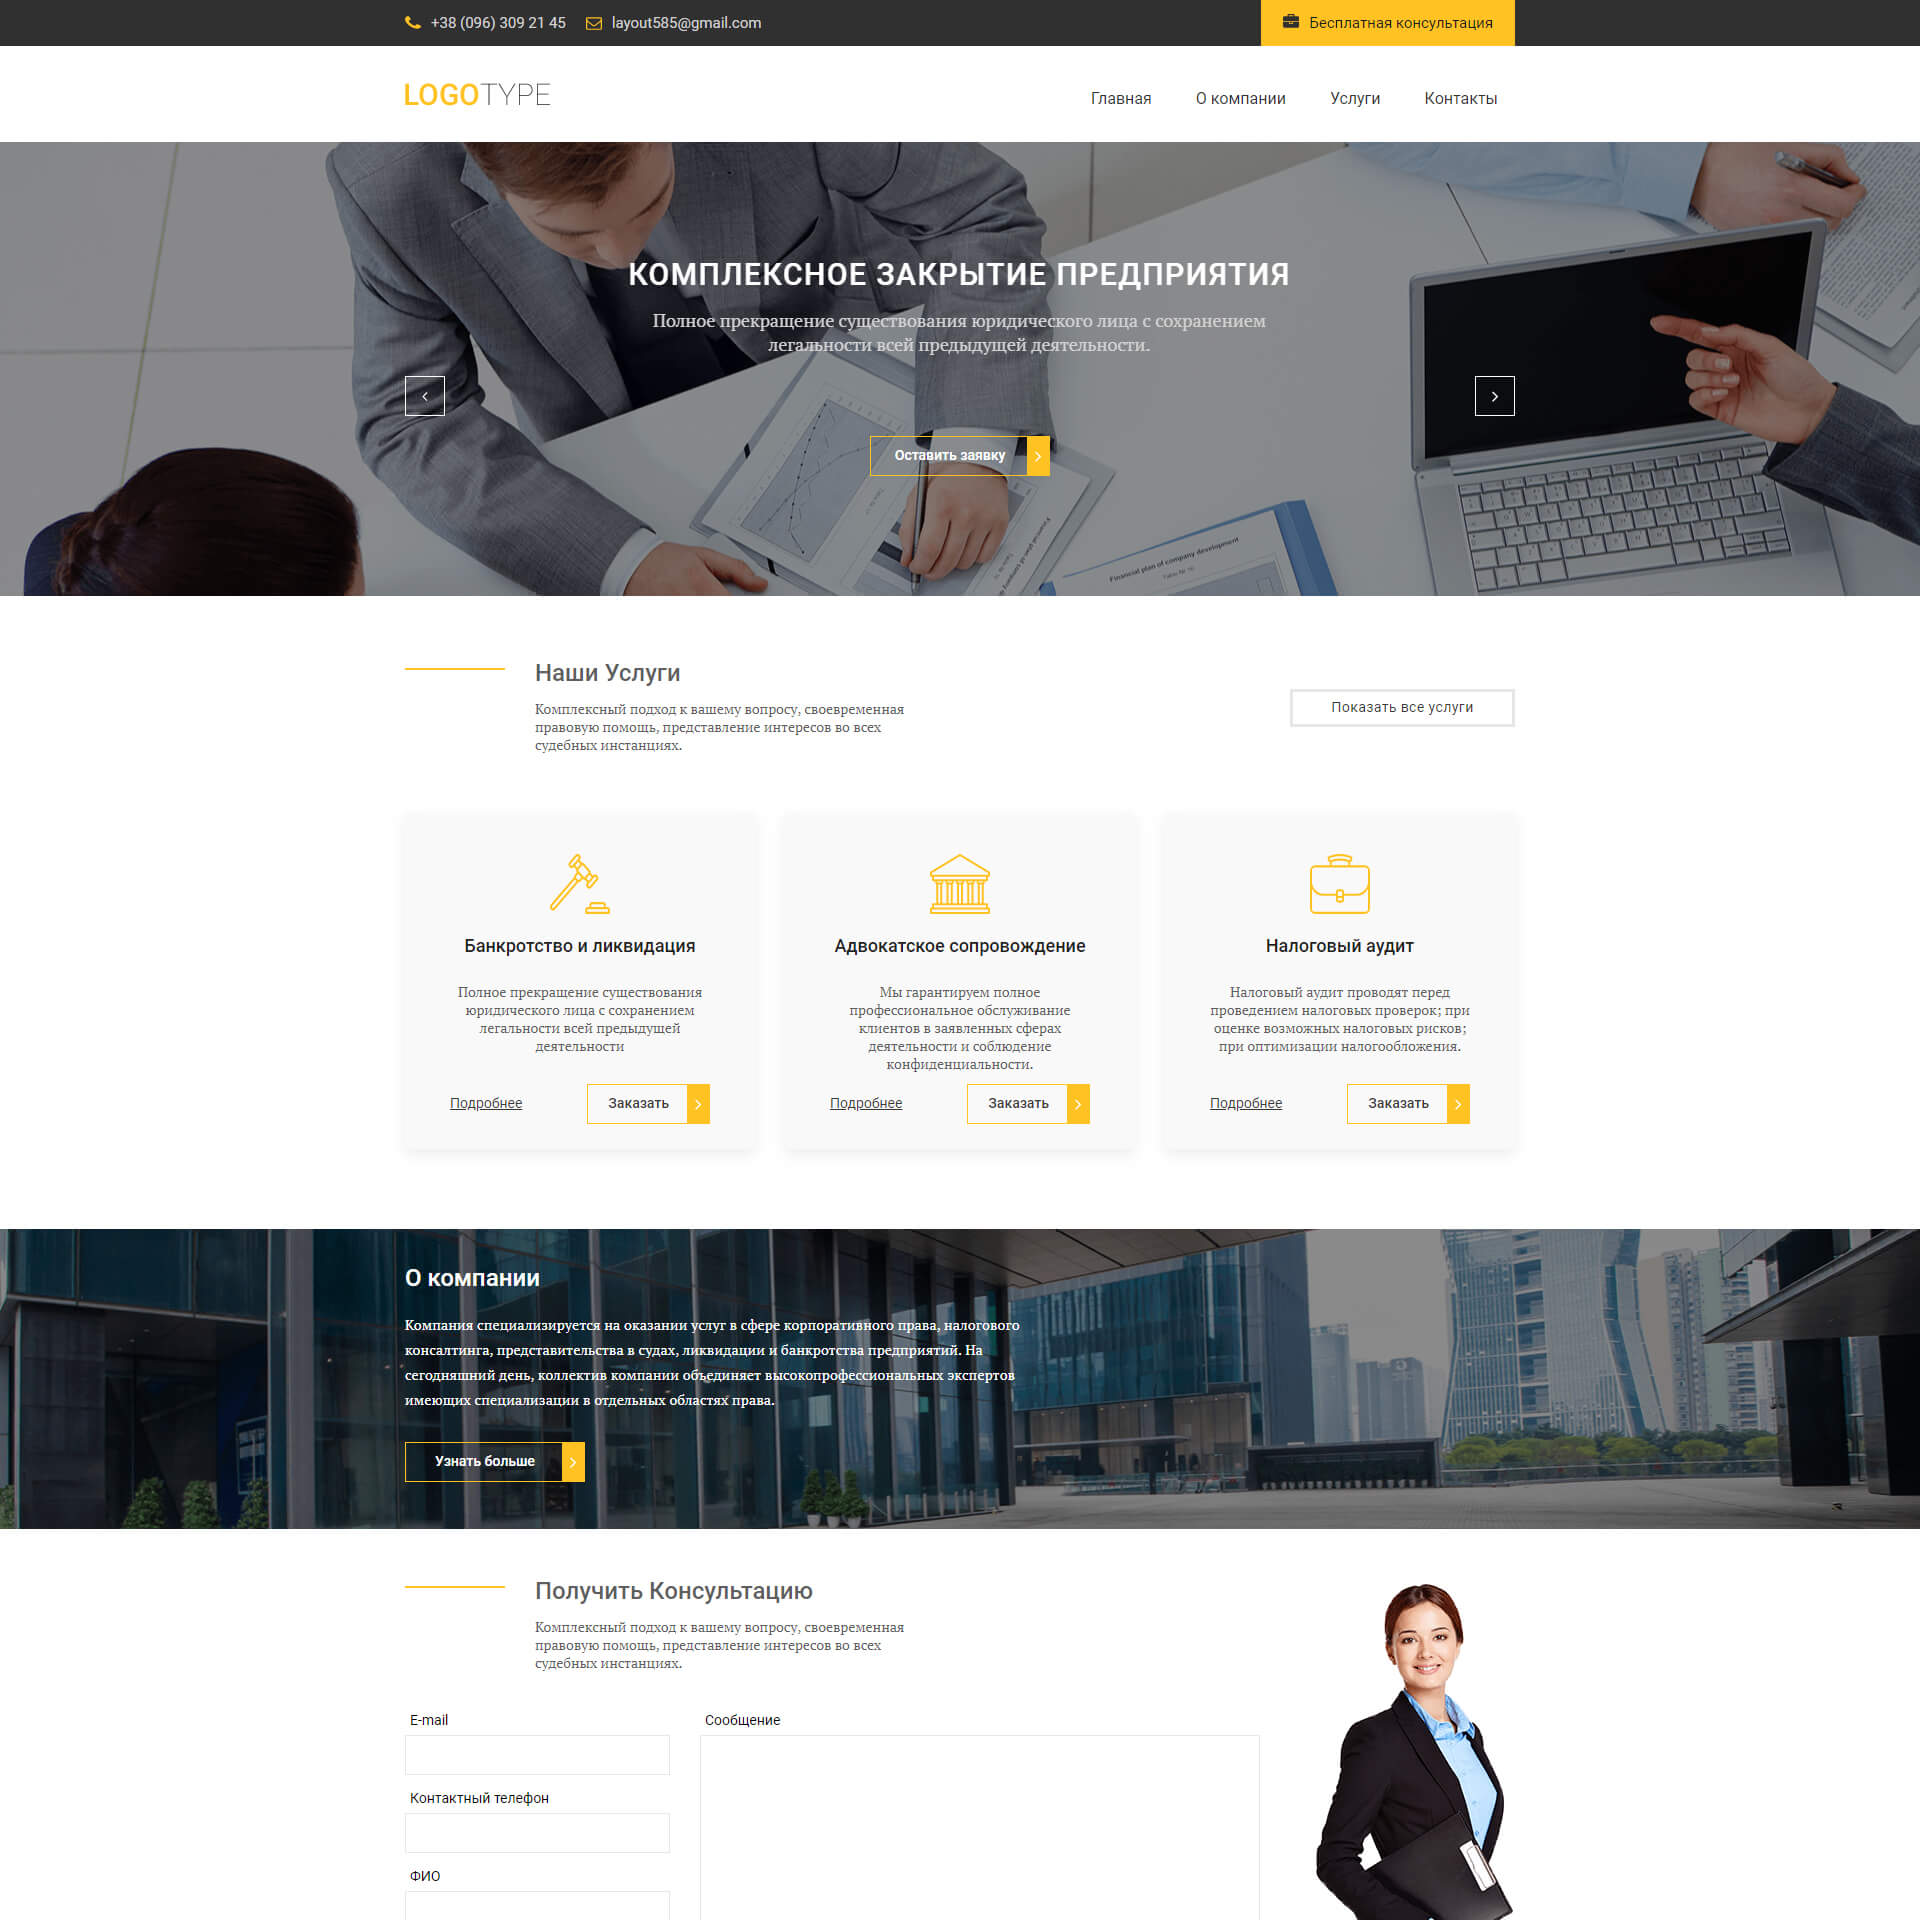 +38 (096) 309 21 45
layout585@gmail.com
Бесплатная консультация
LOGOTYPE
Главная
О компании
Услуги
Контакты
КОМПЛЕКСНОЕ ЗАКРЫТИЕ ПРЕДПРИЯТИЯ
Полное прекращение существования юридического лица с сохранением
легальности всей предыдущей деятельности.
Оставить заявку
Financial plan of company development
Наши Услуги
Комплексный подход к вашему вопросу, своевременная
правовую помощь, представление интересов во всех
судебных инстанциях.
Показать все услуги
Банкротство и ликвидация
Полное прекращение существования
юридического лица с сохранением
легальности всей предыдущей
деятельности
Подробнее
Заказать
Адвокатское сопровождение
Мы гарантируем полное
профессиональное обслуживание
клиентов в заявленных сферах
деятельности и соблюдение
конфиденциальности.
Подробнее
Заказать
Налоговый аудит
Налоговый аудит проводят перед
проведением налоговых проверок; при
оценке возможных налоговых рисков;
при оптимизации налогообложения.
Подробнее
Заказать
О компании
Компания специализируется на оказании услуг в сфере корпоративного права, налогового
консалтинга, представительства в судах, ликвидации и банкротства предприятий. На
сегодняшний день, коллектив компании объединяет высокопрофессиональных экспертов
имеющих специализации в отдельных областях права.
Узнать больше
Получить Консультацию
Комплексный подход к вашему вопросу, своевременная
правовую помощь, представление интересов во всех
судебных инстанциях.
E-mail
Сообщение
Контактный телефон
ФИО